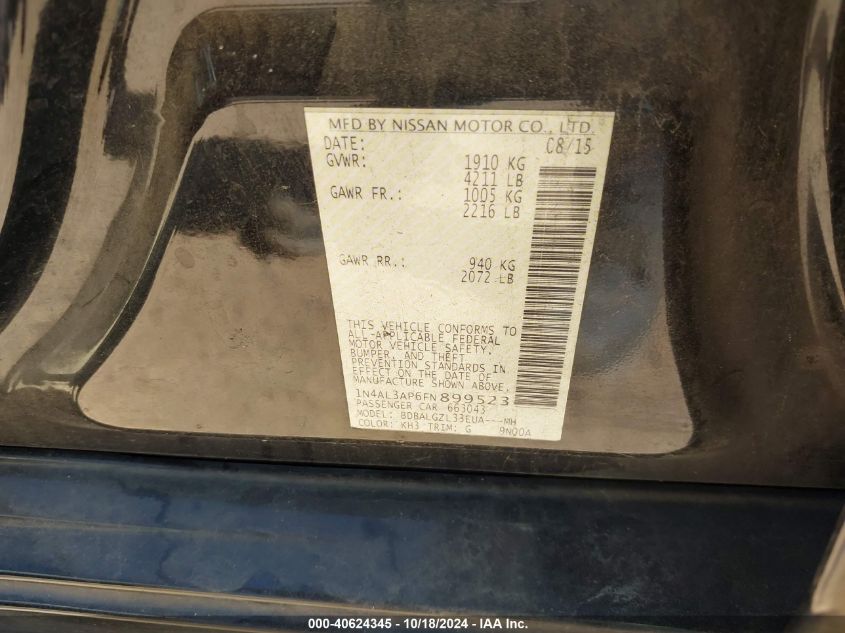 MFD BY NISSAN MOTOR CO., LTD.
DATE: 08/15
GVWR: 1910 KG
4211 LB
GAWR FR.: 1005 KG
2216 LB
GAWR RR.: 940 KG
2072 LB
THIS VEHICLE CONFORMS TO
ALL-APPLICABLE FEDERAL
MOTOR VEHICLE SAFETY,
BUMPER, AND THEFT
PREVENTION STANDARDS IN
EFFECT ON THE DATE OF
MANUFACTURE SHOWN ABOVE.
1N4AL3AP6FN899523
PASSENGER CAR 663043
MODEL: BDBALGZL33EUA---MH
COLOR: KH3 TRIM: G 9N00A
000-40624345 - 10/18/2024 - IAA Inc.